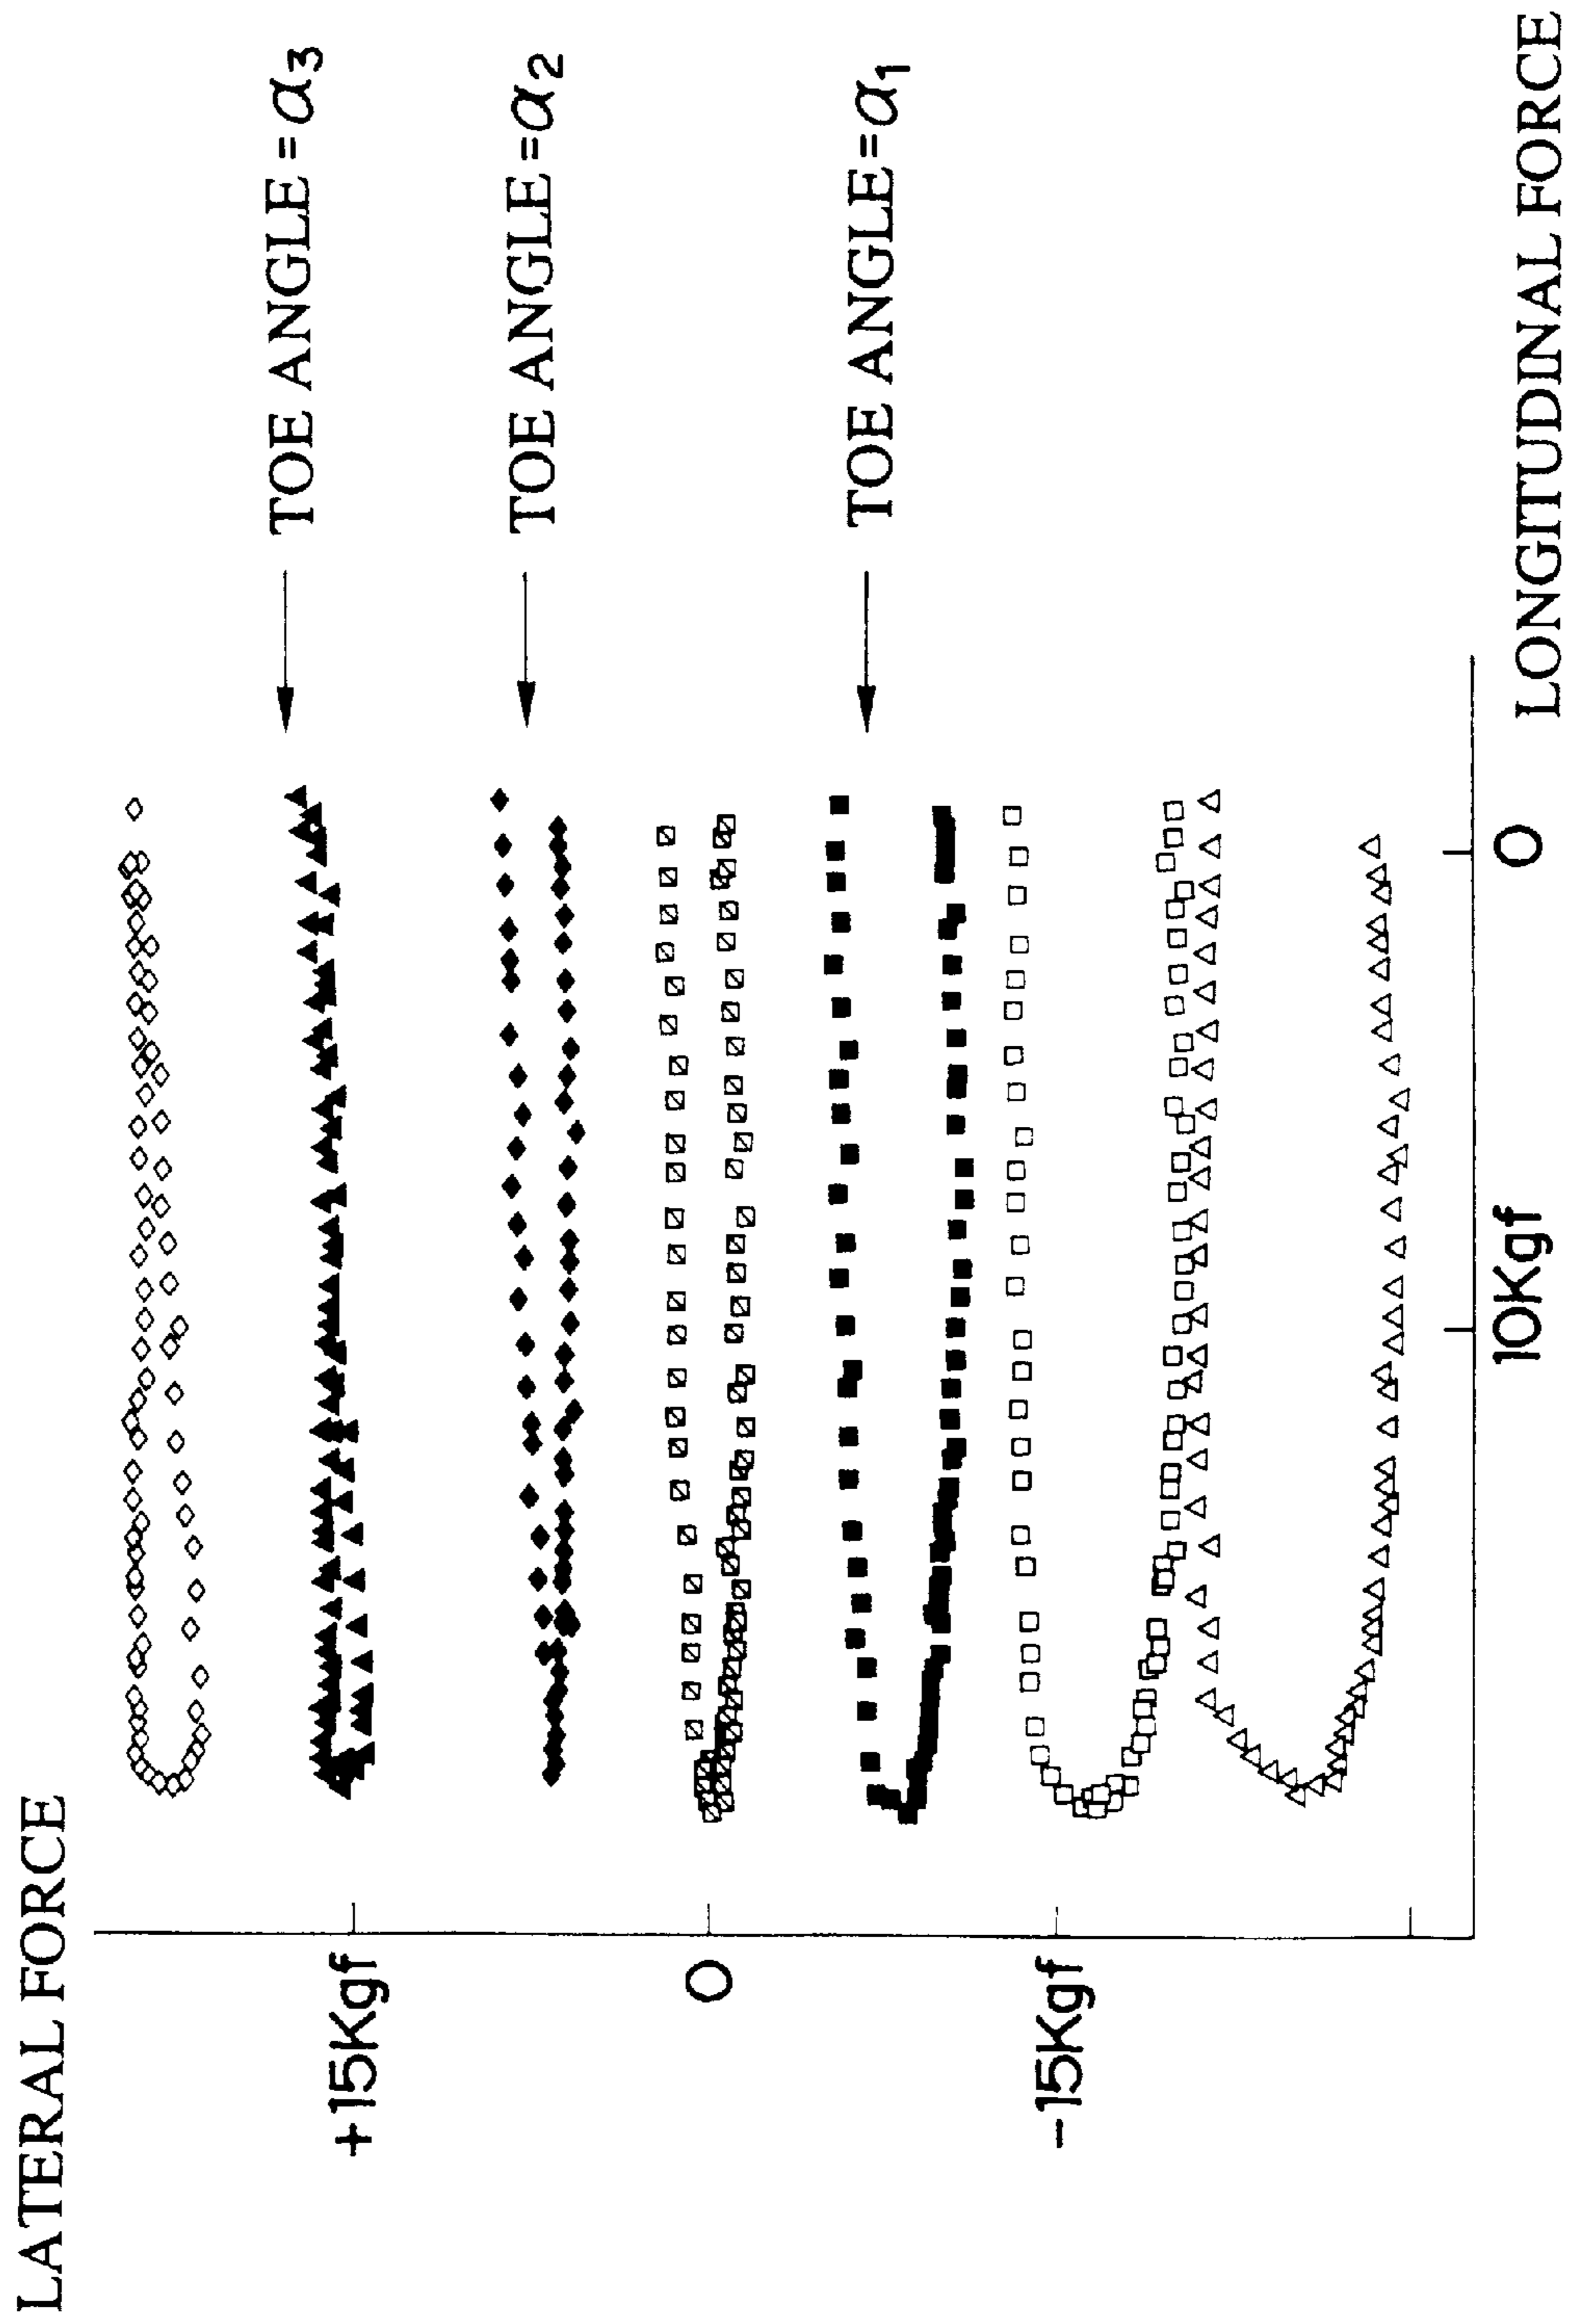 LATERAL FORCE
TOE ANGLE = α3
TOE ANGLE = α2
TOE ANGLE = α1
+15Kgf
0
-15Kgf
10Kgf
0
LONGITUDINAL FORCE